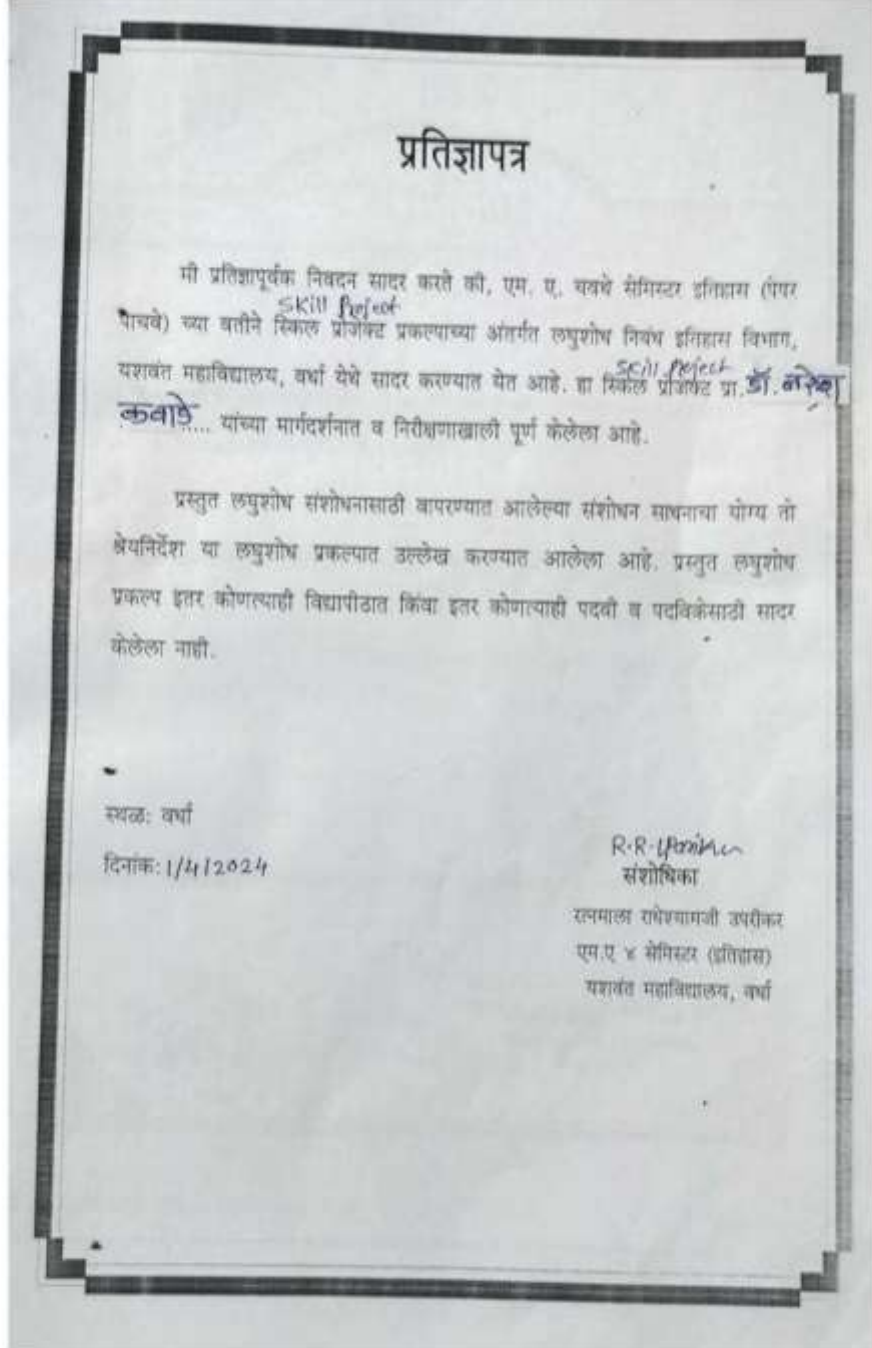 प्रतिज्ञापत्र
मी प्रतिज्ञापूर्वक निवदन सादर करते की, एम. ए. चवथे सेमिस्टर इतिहास (पेपर
Skill Project
पाचवे) च्या वतीने स्किल प्रोजेक्ट प्रकल्पाच्या अंतर्गत लघुशोध निबंध इतिहास विभाग,
Skill Project
यशवंत महाविद्यालय, वर्धा येथे सादर करण्यात येत आहे. हा स्किल प्रोजेक्ट प्रा. डॉ. नरेश
कवाडे..... यांच्या मार्गदर्शनात व निरीक्षणाखाली पूर्ण केलेला आहे.
प्रस्तुत लघुशोध संशोधनासाठी वापरण्यात आलेल्या संशोधन साधनाचा योग्य तो
श्रेयनिर्देश या लघुशोध प्रकल्पात उल्लेख करण्यात आलेला आहे. प्रस्तुत लघुशोध
प्रकल्प इतर कोणत्याही विद्यापीठात किंवा इतर कोणत्याही पदवी व पदविकेसाठी सादर
केलेला नाही.
स्थळ: वर्धा
दिनांक: 1/4/2024
R.R.
संशोधिका
रत्नमाला राधेश्यामजी उपरीकर
एम.ए ४ सेमिस्टर (इतिहास)
यशवंत महाविद्यालय, वर्धा